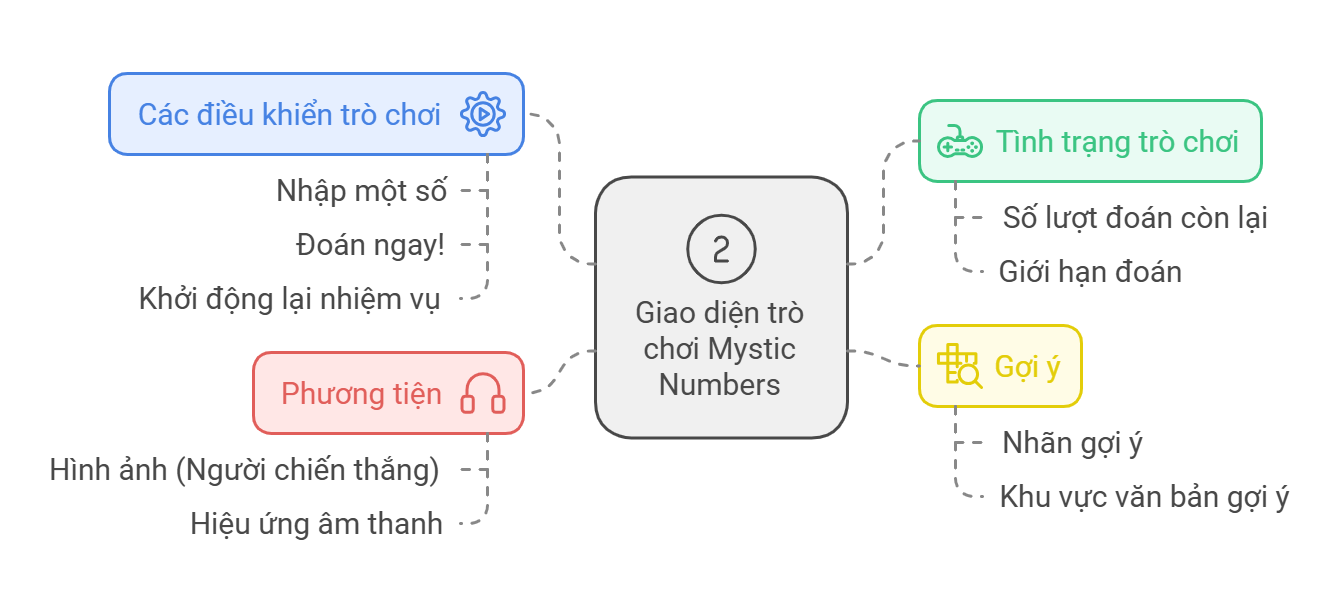 Các điều khiển trò chơi
Nhập một số
Đoán ngay!
Khởi động lại nhiệm vụ
Phương tiện
Hình ảnh (Người chiến thắng)
Hiệu ứng âm thanh
2
Giao diện trò
chơi Mystic
Numbers
Tình trạng trò chơi
Số lượt đoán còn lại
Giới hạn đoán
Gợi ý
Nhãn gợi ý
Khu vực văn bản gợi ý